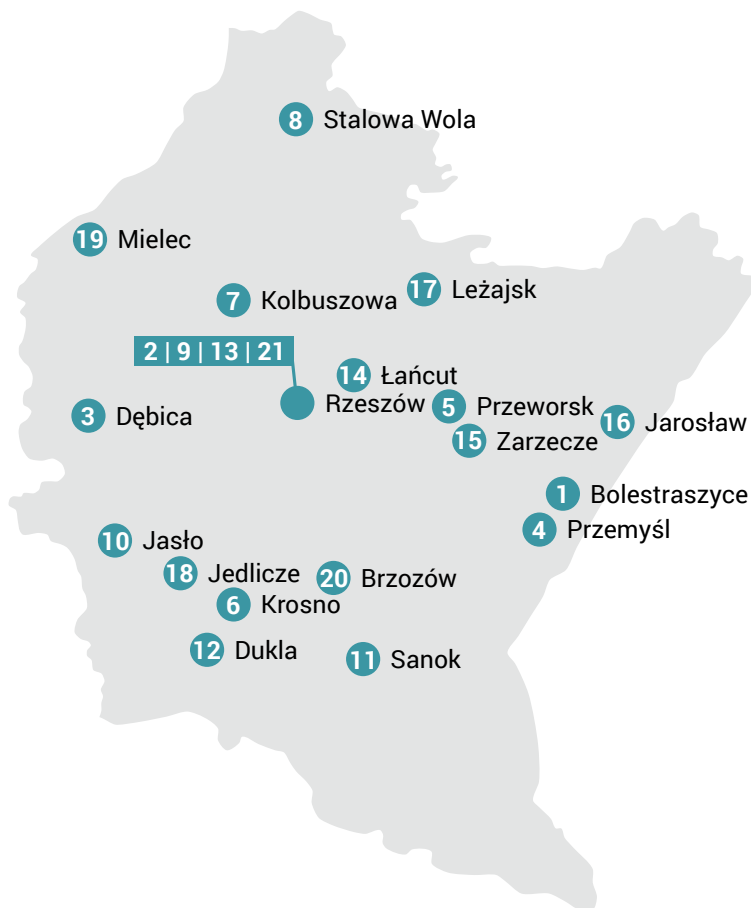 8 Stalowa Wola
19 Mielec
17 Leżajsk
7 Kolbuszowa
2 | 9 | 13 | 21
14 Łańcut
Rzeszów
5 Przeworsk
3 Dębica
16 Jarosław
15 Zarzecze
1 Bolestraszyce
4 Przemyśl
10 Jasło
18 Jedlicze
20 Brzozów
6 Krosno
12 Dukla
11 Sanok